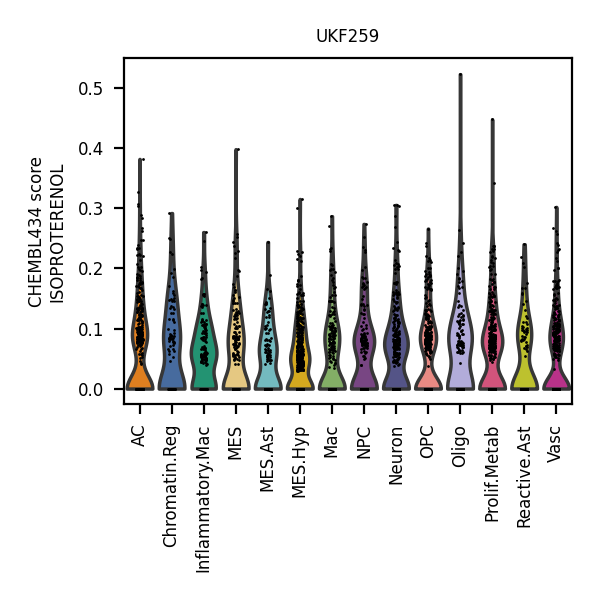 UKF259
CHEMBL434 score
ISOPROTERENOL
0.5
0.4
0.3
0.2
0.1
0.0
AC
Chromatin.Reg
Inflammatory.Mac
MES
MES.Ast
MES.Hyp
Mac
NPC
Neuron
OPC
Oligo
Prolif.Metab
Reactive.Ast
Vasc